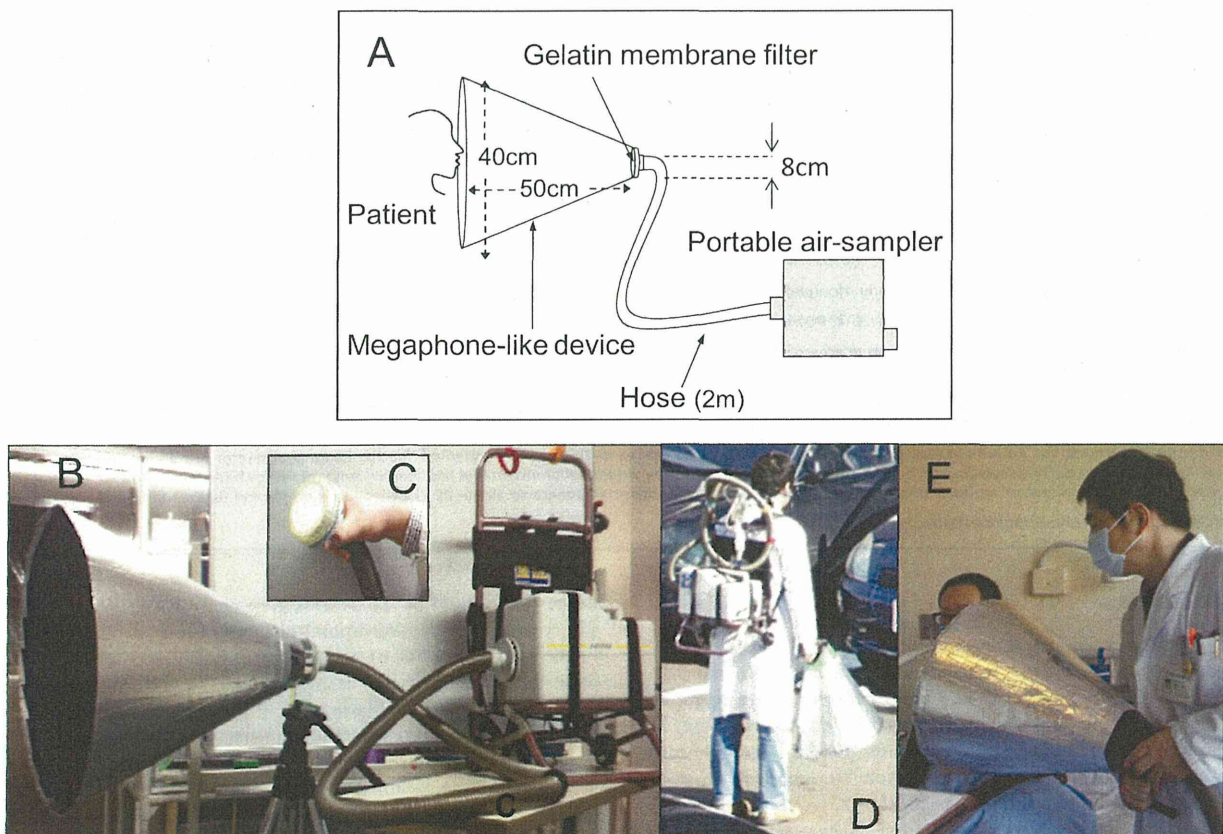 A
Gelatin membrane filter
40cm
50cm
8cm
Patient
Portable air-sampler
Megaphone-like device
Hose (2m)
B
C
c
D
E